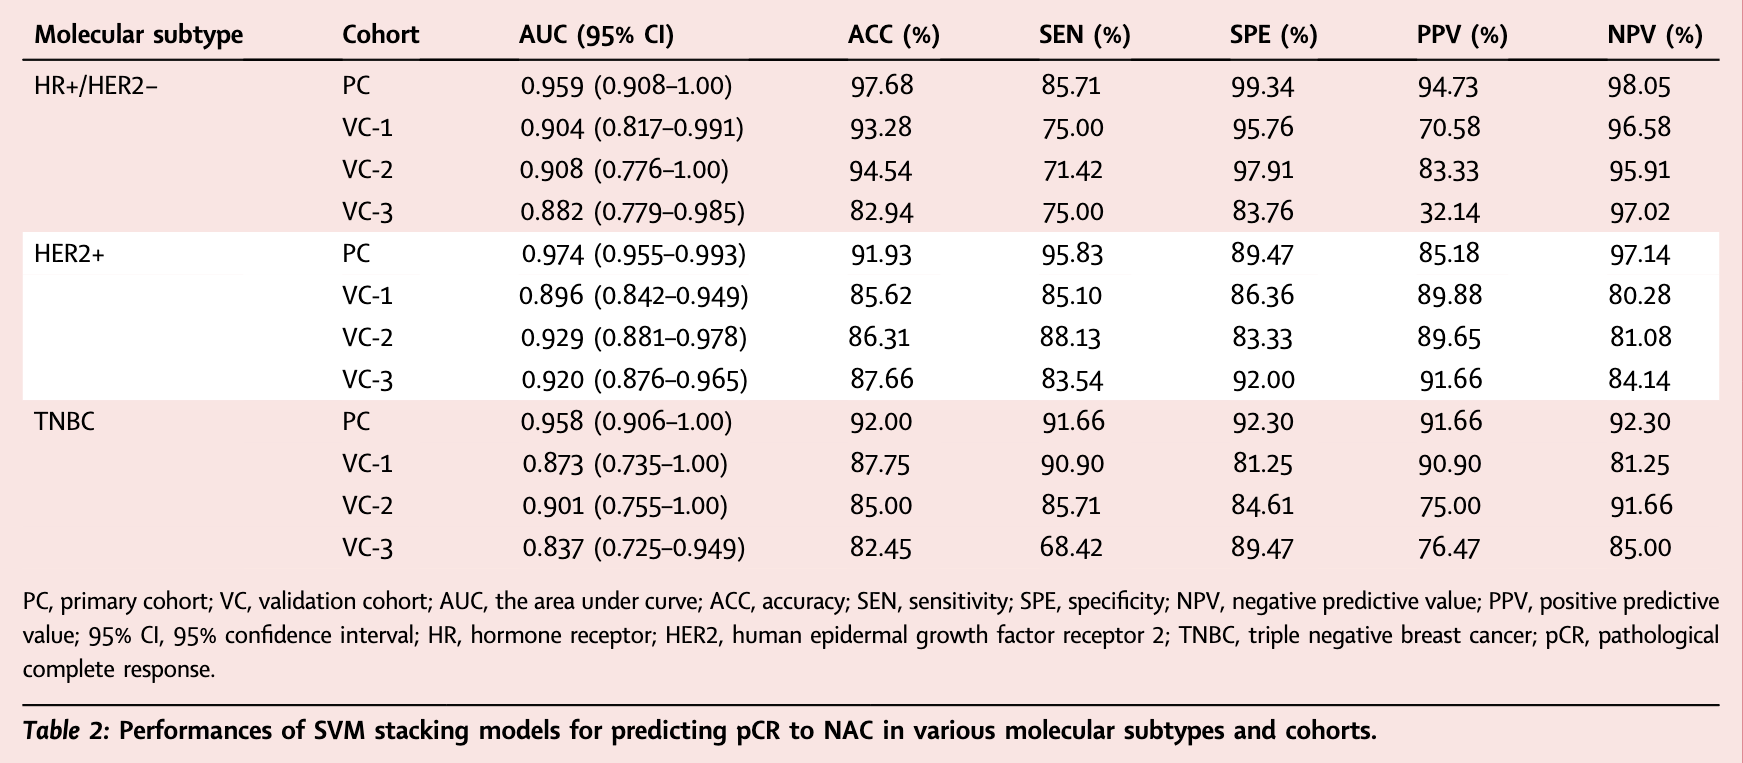 Molecular subtype Cohort AUC (95% CI) ACC (%) SEN (%) SPE (%) PPV (%) NPV (%)
HR+/HER2– PC 0.959 (0.908–1.00) 97.68 85.71 99.34 94.73 98.05
VC-1 0.904 (0.817–0.991) 93.28 75.00 95.76 70.58 96.58
VC-2 0.908 (0.776–1.00) 94.54 71.42 97.91 83.33 95.91
VC-3 0.882 (0.779–0.985) 82.94 75.00 83.76 32.14 97.02
HER2+ PC 0.974 (0.955–0.993) 91.93 95.83 89.47 85.18 97.14
VC-1 0.896 (0.842–0.949) 85.62 85.10 86.36 89.88 80.28
VC-2 0.929 (0.881–0.978) 86.31 88.13 83.33 89.65 81.08
VC-3 0.920 (0.876–0.965) 87.66 83.54 92.00 91.66 84.14
TNBC PC 0.958 (0.906–1.00) 92.00 91.66 92.30 91.66 92.30
VC-1 0.873 (0.735–1.00) 87.75 90.90 81.25 90.90 81.25
VC-2 0.901 (0.755–1.00) 85.00 85.71 84.61 75.00 91.66
VC-3 0.837 (0.725–0.949) 82.45 68.42 89.47 76.47 85.00
PC, primary cohort; VC, validation cohort; AUC, the area under curve; ACC, accuracy; SEN, sensitivity; SPE, specificity; NPV, negative predictive value; PPV, positive predictive
value; 95% CI, 95% confidence interval; HR, hormone receptor; HER2, human epidermal growth factor receptor 2; TNBC, triple negative breast cancer; pCR, pathological
complete response.
Table 2: Performances of SVM stacking models for predicting pCR to NAC in various molecular subtypes and cohorts.